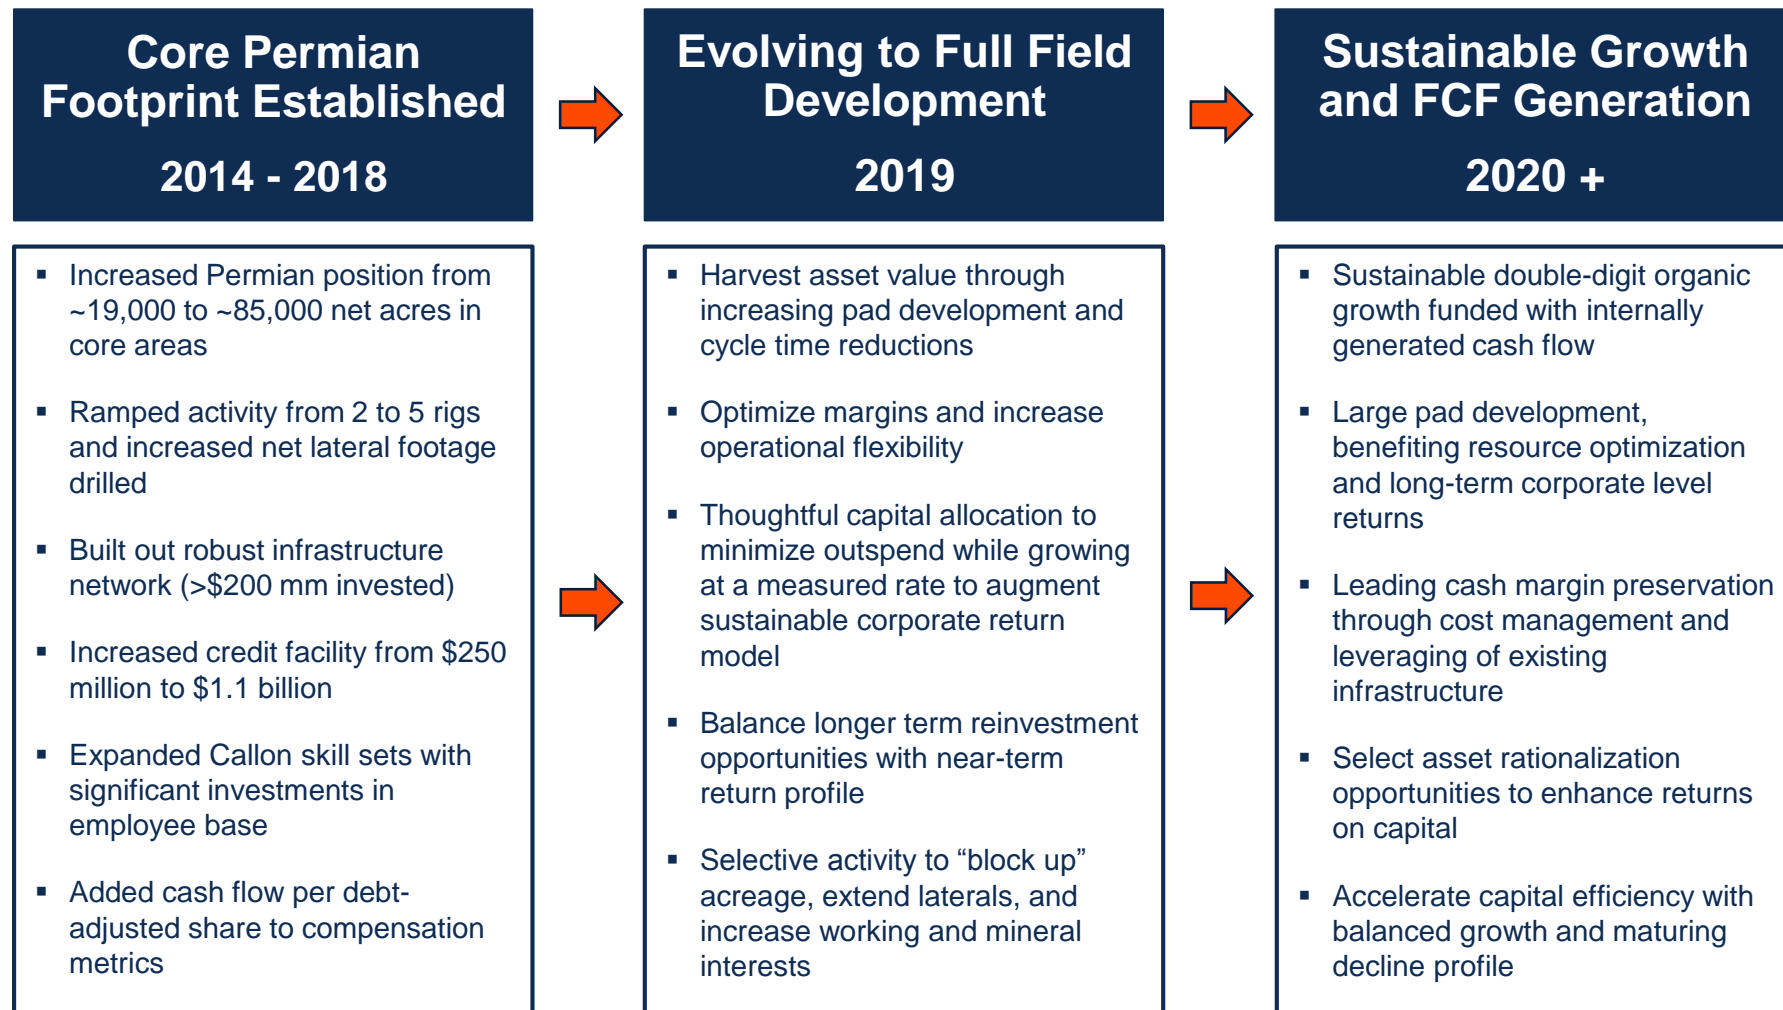 Core Permian
Footprint Established
2014 - 2018
▪ Increased Permian position from
~19,000 to ~85,000 net acres in
core areas
▪ Ramped activity from 2 to 5 rigs
and increased net lateral footage
drilled
▪ Built out robust infrastructure
network (>$200 mm invested)
▪ Increased credit facility from $250
million to $1.1 billion
▪ Expanded Callon skill sets with
significant investments in
employee base
▪ Added cash flow per debt-
adjusted share to compensation
metrics
Evolving to Full Field
Development
2019
▪ Harvest asset value through
increasing pad development and
cycle time reductions
▪ Optimize margins and increase
operational flexibility
▪ Thoughtful capital allocation to
minimize outspend while growing
at a measured rate to augment
sustainable corporate return
model
▪ Balance longer term reinvestment
opportunities with near-term
return profile
▪ Selective activity to “block up”
acreage, extend laterals, and
increase working and mineral
interests
Sustainable Growth
and FCF Generation
2020 +
▪ Sustainable double-digit organic
growth funded with internally
generated cash flow
▪ Large pad development,
benefiting resource optimization
and long-term corporate level
returns
▪ Leading cash margin preservation
through cost management and
leveraging of existing
infrastructure
▪ Select asset rationalization
opportunities to enhance returns
on capital
▪ Accelerate capital efficiency with
balanced growth and maturing
decline profile